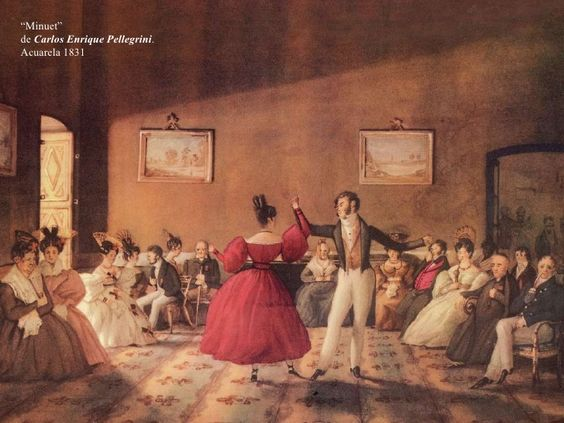 “Minuet”
de Carlos Enrique Pellegrini.
Acuarela 1831